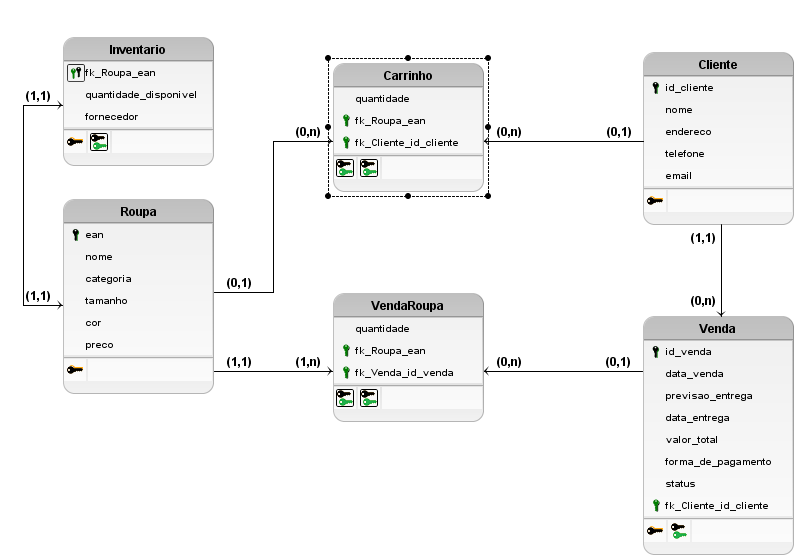 Inventario
fk_Roupa_ean
quantidade_disponivel
fornecedor
(1,1)
(1,1)
Roupa
ean
nome
categoria
tamanho
cor
preco
(0,1)
(0,n)
(1,1)
(1,n)
Carrinho
quantidade
fk_Roupa_ean
fk_Cliente_id_cliente
(0,n)
(0,1)
VendaRoupa
quantidade
fk_Roupa_ean
fk_Venda_id_venda
(0,n)
(0,1)
Cliente
id_cliente
nome
endereco
telefone
email
(1,1)
(0,n)
Venda
id_venda
data_venda
previsao_entrega
data_entrega
valor_total
forma_de_pagamento
status
fk_Cliente_id_cliente